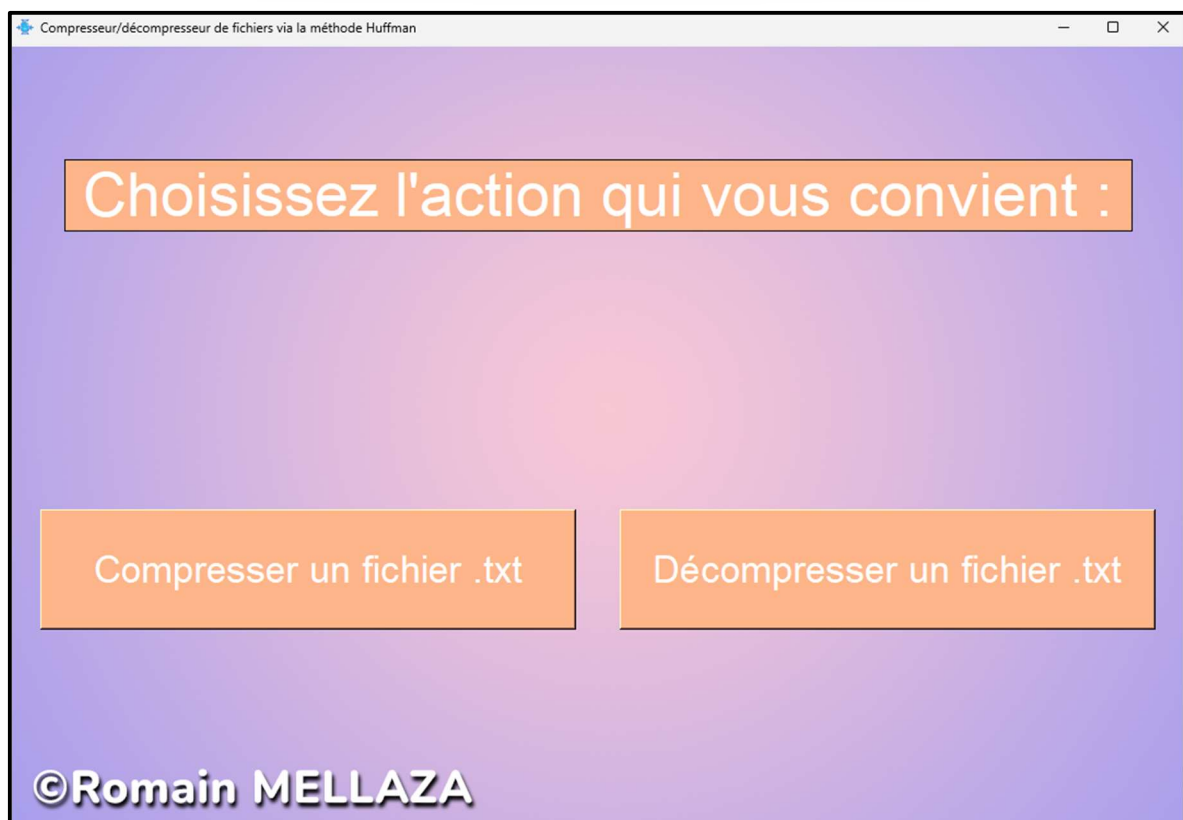 Compresseur/décompresseur de fichiers via la méthode Huffman
Choisissez l'action qui vous convient :
Compresser un fichier .txt
Décompresser un fichier .txt
©Romain MELLAZA